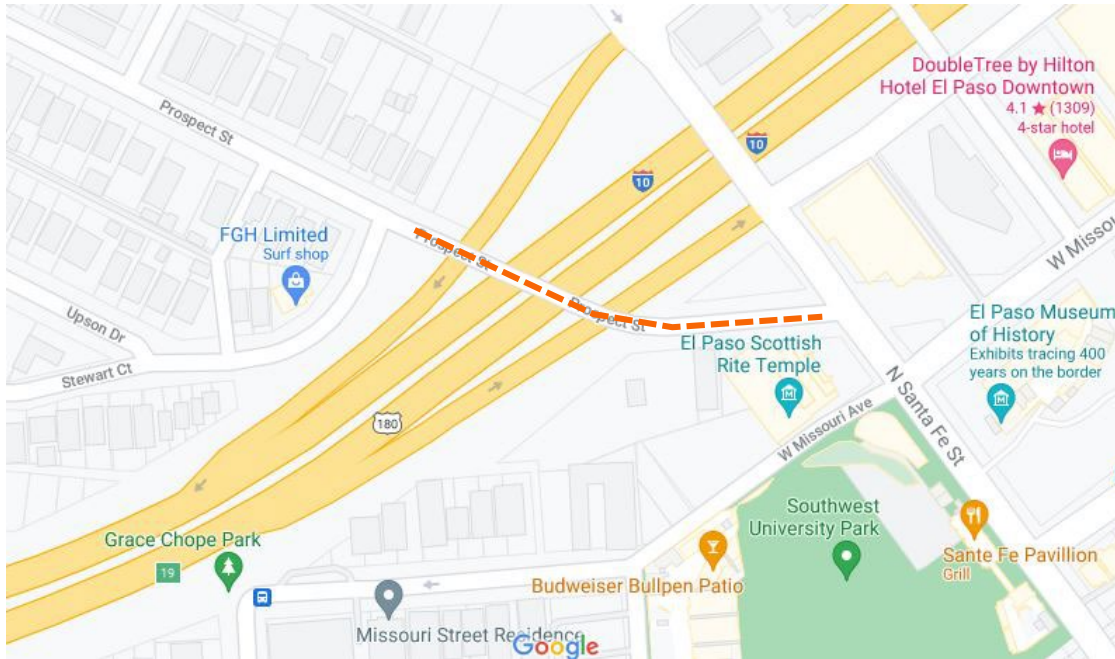 DoubleTree by Hilton
Hotel El Paso Downtown
4.1 ★ (1309)
4-star hotel
Prospect St
10
10
FGH Limited
Surf shop
Prospect St
W Missou
Prospect St
Upson Dr
El Paso Scottish
Rite Temple
El Paso Museum
of History
Exhibits tracing 400
years on the border
Stewart Ct
N Santa Fe St
180
W Missouri Ave
Southwest
University Park
Grace Chope Park
19
Sante Fe Pavillion
Grill
Budweiser Bullpen Patio
Missouri Street Residence
Google